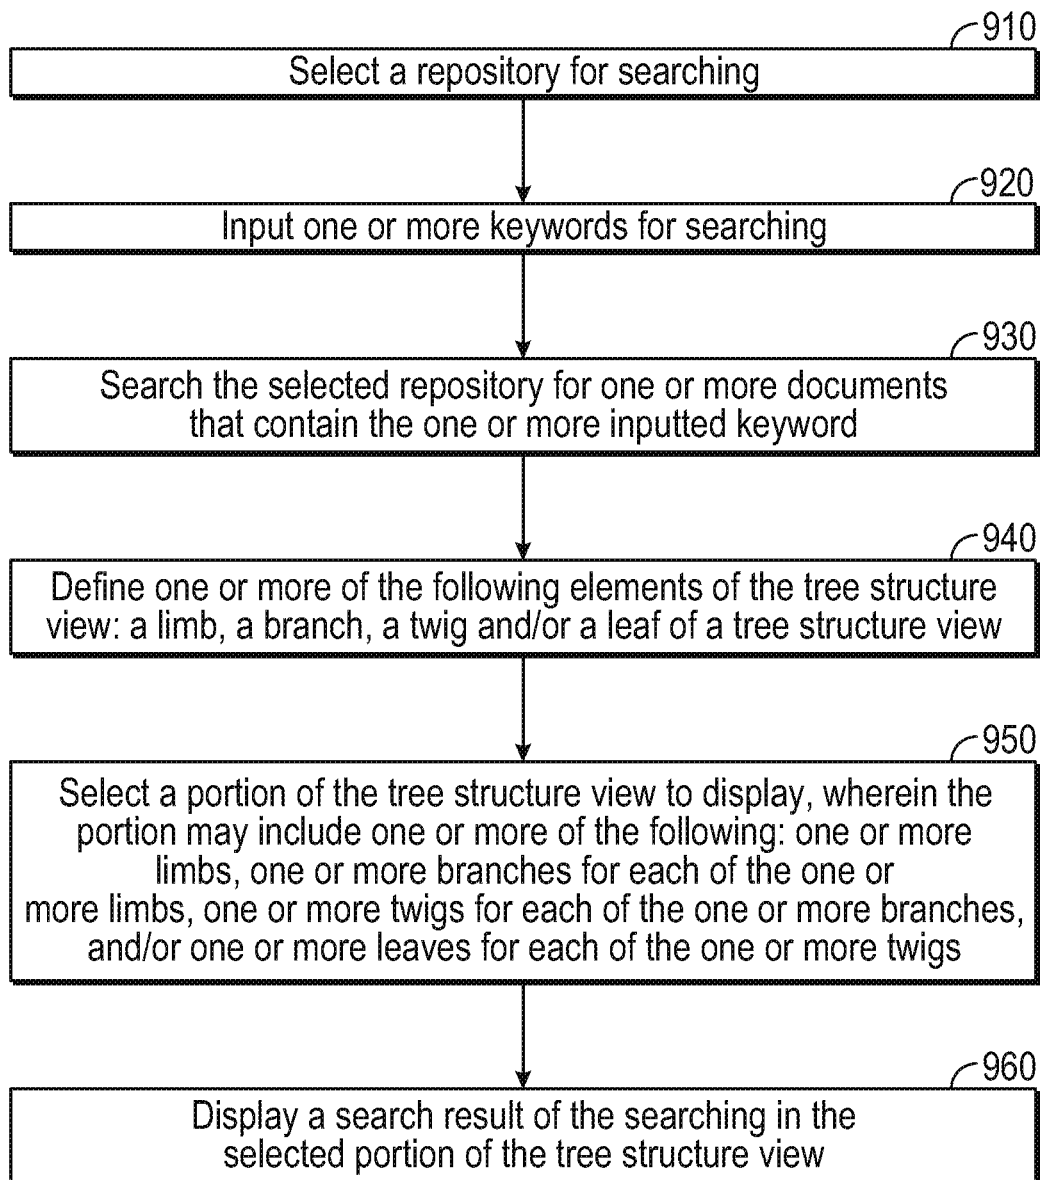 910
Select a repository for searching
920
Input one or more keywords for searching
930
Search the selected repository for one or more documents
that contain the one or more inputted keyword
940
Define one or more of the following elements of the tree structure
view: a limb, a branch, a twig and/or a leaf of a tree structure view
950
Select a portion of the tree structure view to display, wherein the
portion may include one or more of the following: one or more
limbs, one or more branches for each of the one or
more limbs, one or more twigs for each of the one or more branches,
and/or one or more leaves for each of the one or more twigs
960
Display a search result of the searching in the
selected portion of the tree structure view